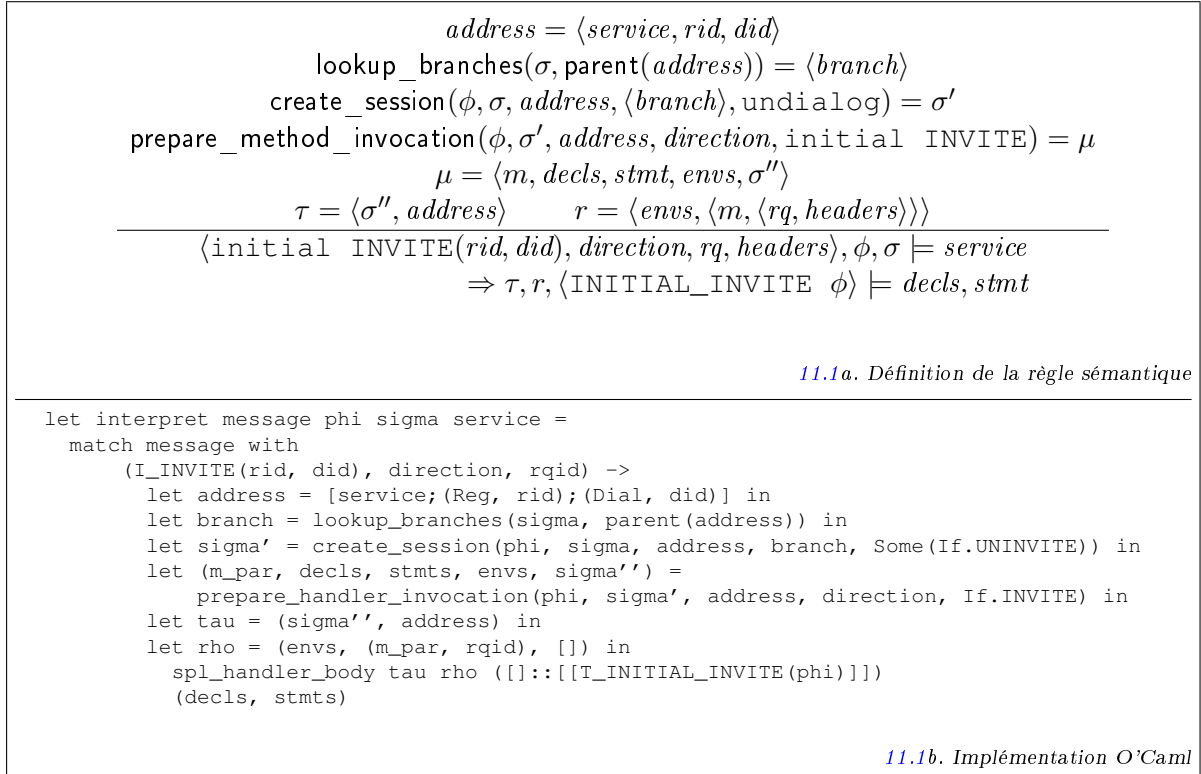 address = ⟨service, rid, did⟩
lookup_branches(σ, parent(address)) = ⟨branch⟩
create_session(ϕ, σ, address, ⟨branch⟩, undialog) = σ′
prepare_method_invocation(ϕ, σ′, address, direction, initial INVITE) = μ
μ = ⟨m, decls, stmt, envs, σ′′⟩
τ = ⟨σ′′, address⟩ r = ⟨envs, ⟨m, ⟨rq, headers⟩⟩⟩
⟨initial INVITE(rid, did), direction, rq, headers⟩, ϕ, σ ⊨ service
⇒ τ, r, ⟨INITIAL_INVITE ϕ⟩ ⊨ decls, stmt
11.1a. Définition de la règle sémantique
let interpret message phi sigma service =
match message with
(I_INVITE(rid, did), direction, rqid) ->
let address = [service;(Reg, rid);(Dial, did)] in
let branch = lookup_branches(sigma, parent(address)) in
let sigma’ = create_session(phi, sigma, address, branch, Some(If.UNINVITE)) in
let (m_par, decls, stmts, envs, sigma’’) =
prepare_handler_invocation(phi, sigma’, address, direction, If.INVITE) in
let tau = (sigma’’, address) in
let rho = (envs, (m_par, rqid), []) in
spl_handler_body tau rho ([]::[[T_INITIAL_INVITE(phi)]])
(decls, stmts)
11.1b. Implémentation O'Caml